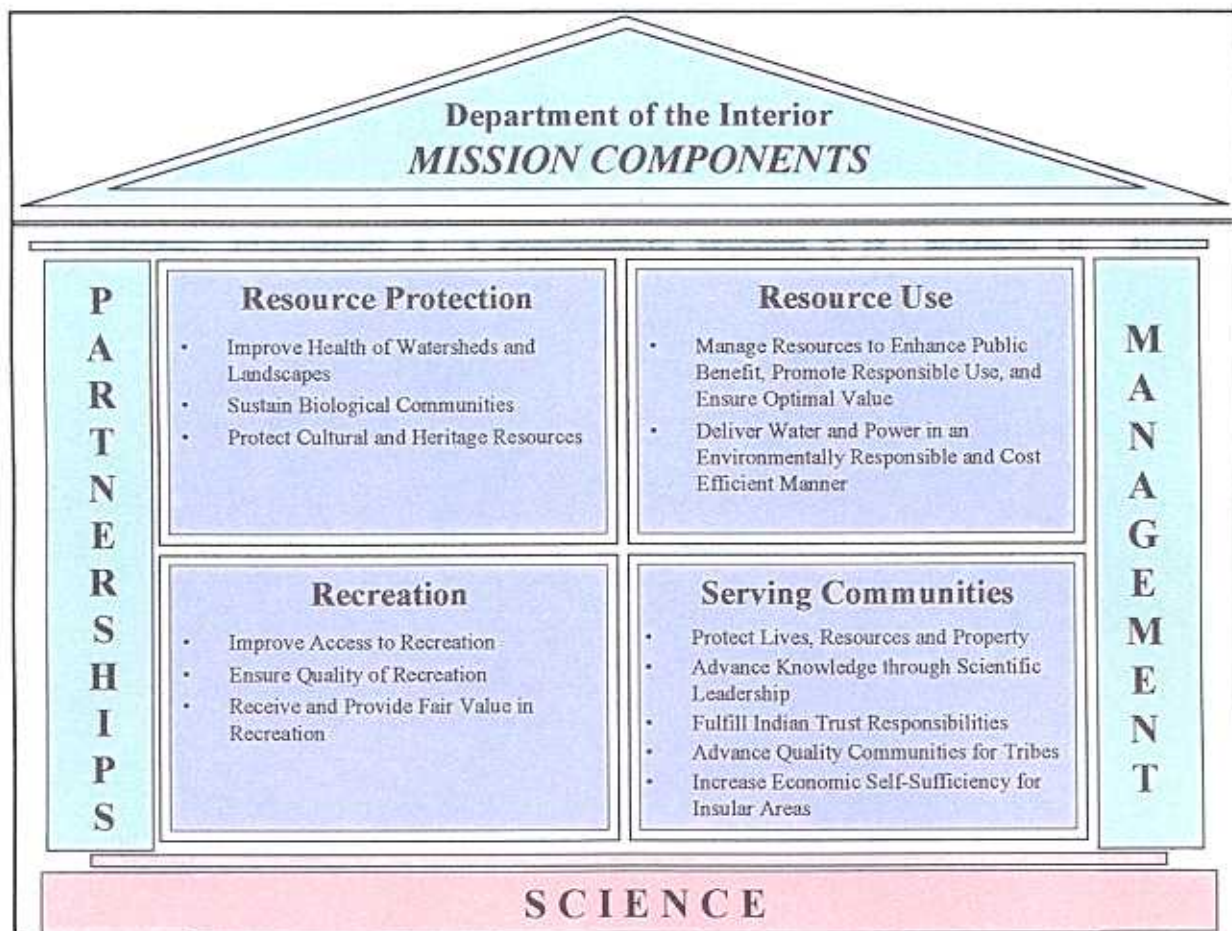 Department of the Interior
MISSION COMPONENTS
PARTNERSHIPS
Resource Protection
• Improve Health of Watersheds and
Landscapes
• Sustain Biological Communities
• Protect Cultural and Heritage Resources
Resource Use
• Manage Resources to Enhance Public
Benefit, Promote Responsible Use, and
Ensure Optimal Value
• Deliver Water and Power in an
Environmentally Responsible and Cost
Efficient Manner
Recreation
• Improve Access to Recreation
• Ensure Quality of Recreation
• Receive and Provide Fair Value in
Recreation
Serving Communities
• Protect Lives, Resources and Property
• Advance Knowledge through Scientific
Leadership
• Fulfill Indian Trust Responsibilities
• Advance Quality Communities for Tribes
• Increase Economic Self-Sufficiency for
Insular Areas
MANAGEMENT
SCIENCE